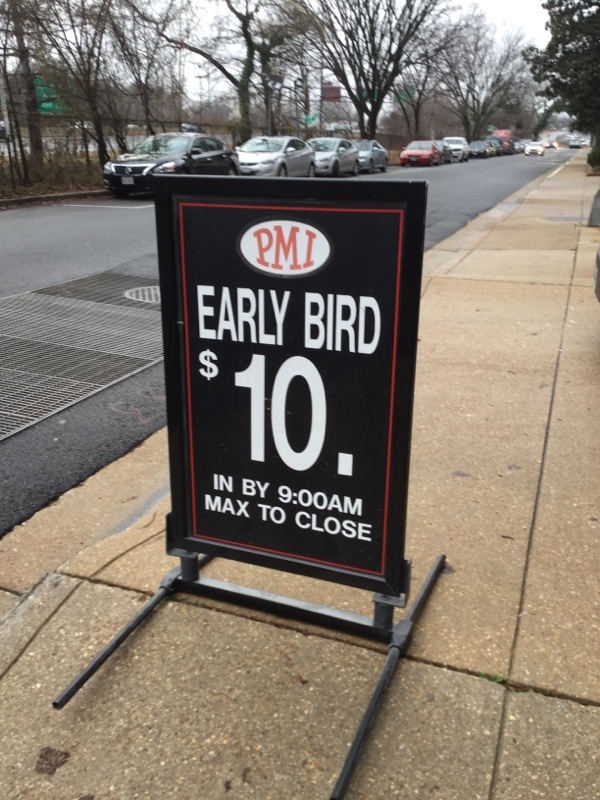 PMI
EARLY BIRD
$10.
IN BY 9:00AM
MAX TO CLOSE